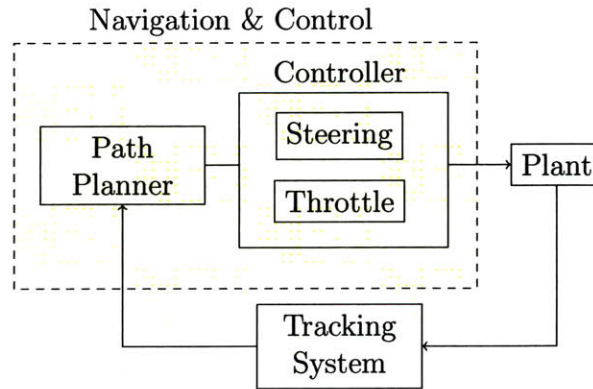 Navigation & Control
Controller
Steering
Path
Planner
Throttle
Plant
Tracking
System